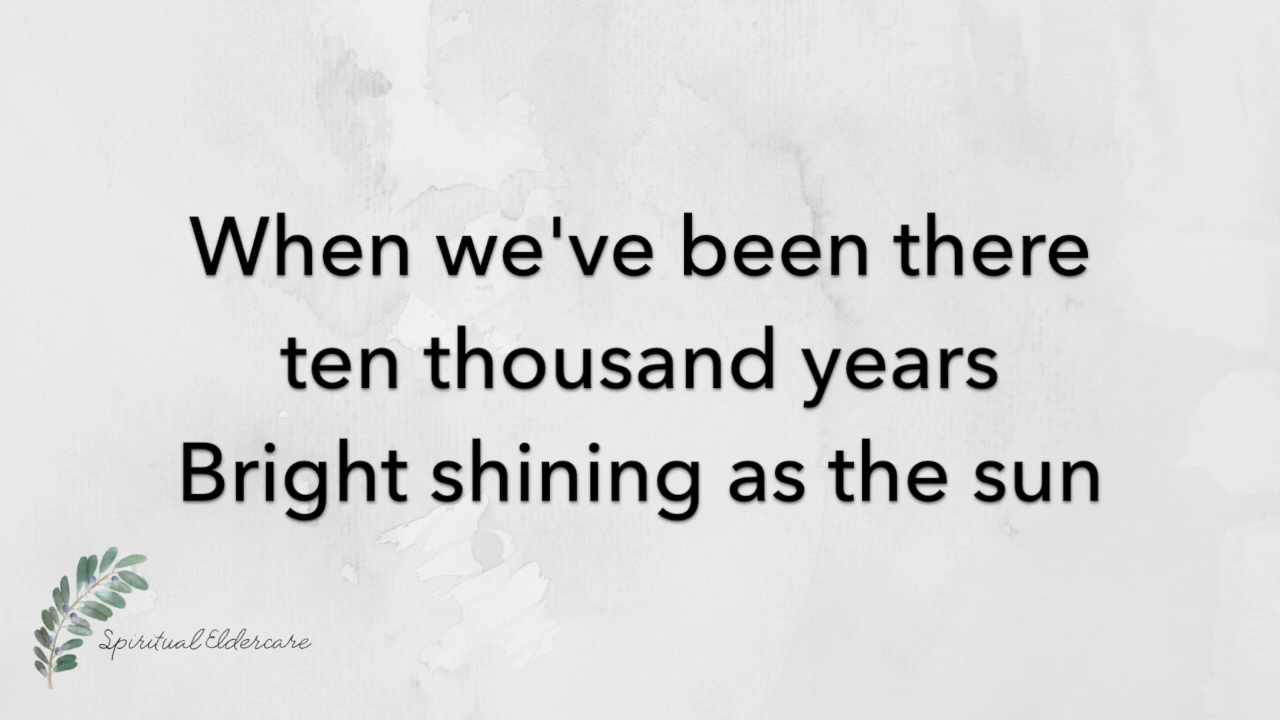 When we've been there
ten thousand years
Bright shining as the sun
Spiritual Eldercare